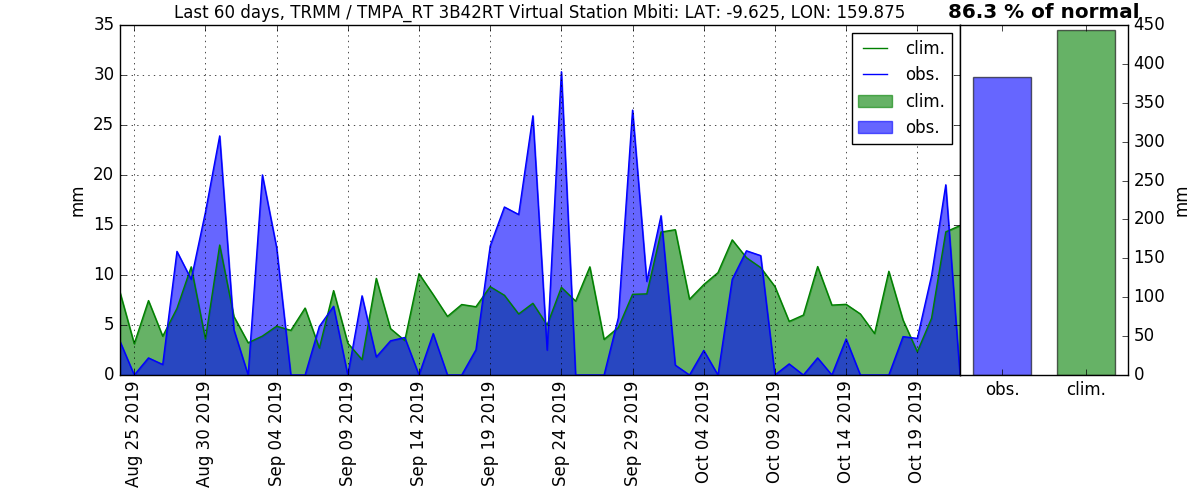 Last 60 days, TRMM / TMPA_RT 3B42RT Virtual Station Mbiti: LAT: -9.625, LON: 159.875
86.3 % of normal
35
30
25
20
15
10
5
0
mm
clim.
obs.
clim.
obs.
Aug 25 2019
Aug 30 2019
Sep 04 2019
Sep 09 2019
Sep 14 2019
Sep 19 2019
Sep 24 2019
Sep 29 2019
Oct 04 2019
Oct 09 2019
Oct 14 2019
Oct 19 2019
450
400
350
300
250
200
150
100
50
0
mm
obs.
clim.